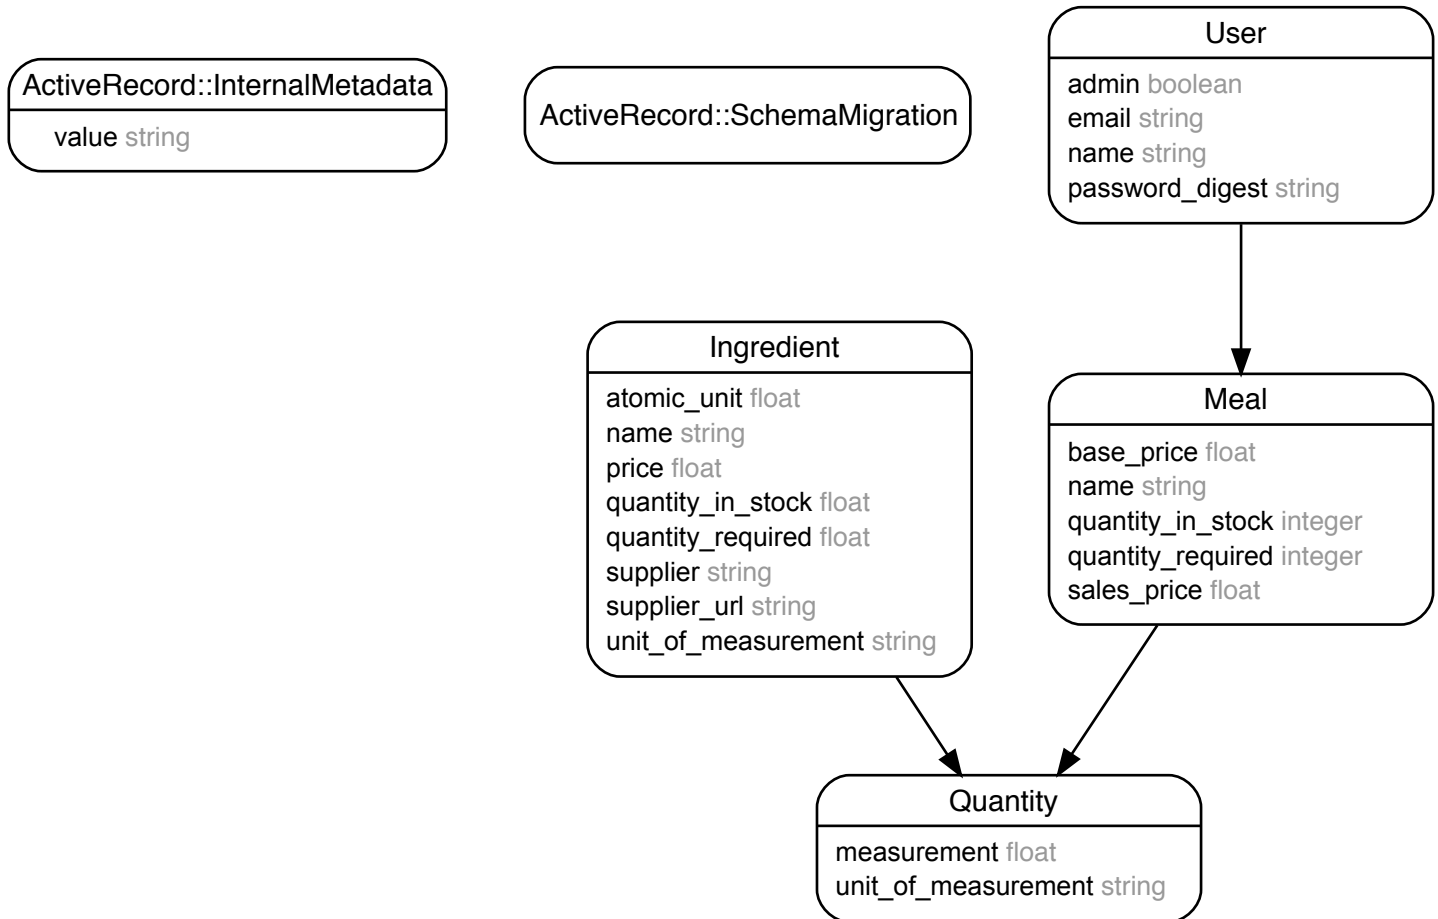 ActiveRecord::InternalMetadata
value string
ActiveRecord::SchemaMigration
User
admin boolean
email string
name string
password_digest string
Ingredient
atomic_unit float
name string
price float
quantity_in_stock float
quantity_required float
supplier string
supplier_url string
unit_of_measurement string
Meal
base_price float
name string
quantity_in_stock integer
quantity_required integer
sales_price float
Quantity
measurement float
unit_of_measurement string